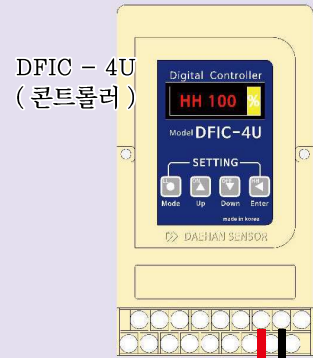 DFIC - 4U
( 콘트롤러 )
Digital Controller
HH 100 %
Model DFIC-4U
SETTING
Mode Up Down Enter
made in korea
DAEHAN SENSOR